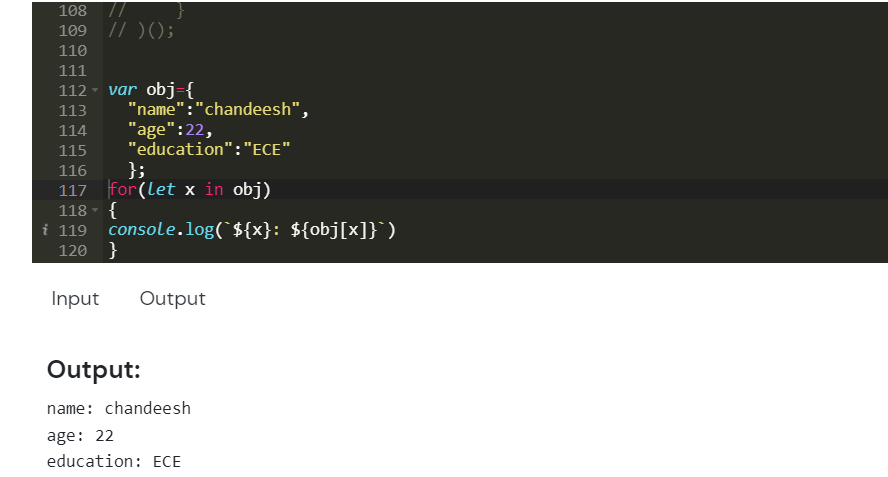 108 //     }
109 // )();
110
111
112 var obj={
113   "name":"chandeesh",
114   "age":22,
115   "education":"ECE"
116   };
117 for(let x in obj)
118 {
i 119 console.log(`${x}: ${obj[x]}`)
120 }
Input Output
Output:
name: chandeesh
age: 22
education: ECE